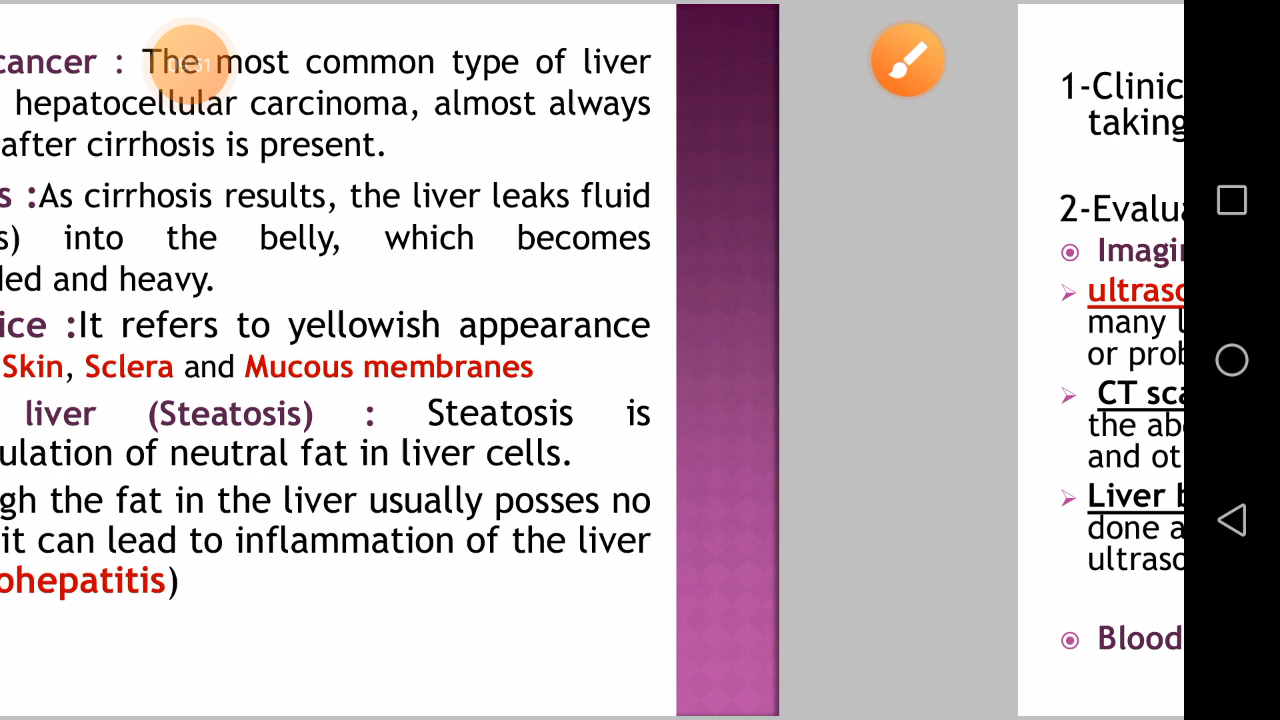 cancer : The most common type of liver
hepatocellular carcinoma, almost always
after cirrhosis is present.
s :As cirrhosis results, the liver leaks fluid
s) into the belly, which becomes
ded and heavy.
ice :It refers to yellowish appearance
Skin, Sclera and Mucous membranes
liver (Steatosis) : Steatosis is
ulation of neutral fat in liver cells.
gh the fat in the liver usually posses no
it can lead to inflammation of the liver
ohepatitis)
1-Clinic
taking
2-Evalua
Imagin
ultraso
many l
or prob
CT sca
the abd
and ot
Liver b
done a
ultraso
Blood